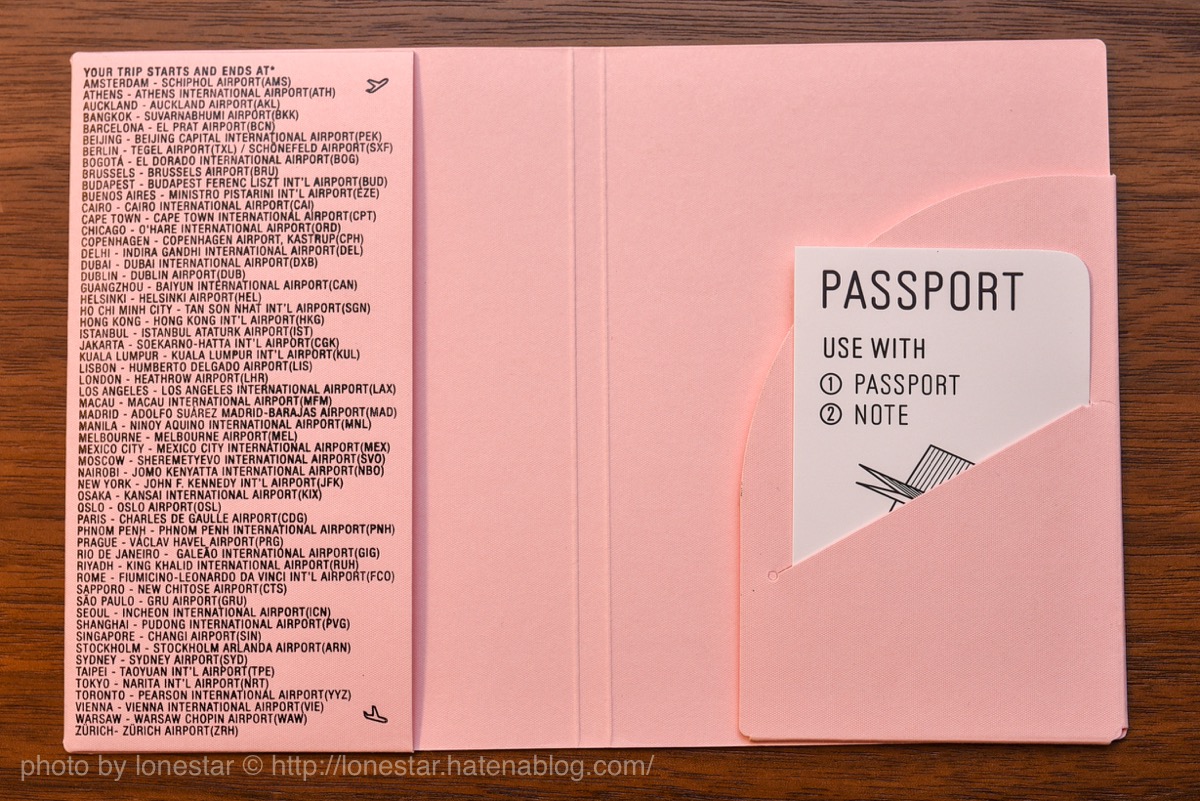 YOUR TRIP STARTS AND ENDS AT*
AMSTERDAM - SCHIPHOL AIRPORT(AMS)
ATHENS - ATHENS INTERNATIONAL AIRPORT(ATH)
AUCKLAND - AUCKLAND AIRPORT(AKL)
BANGKOK - SUVARNABHUMI AIRPORT(BKK)
BARCELONA - EL PRAT AIRPORT(BCN)
BEIJING - BEIJING CAPITAL INTERNATIONAL AIRPORT(PEK)
BERLIN - TEGEL AIRPORT(TXL) / SCHÖNEFELD AIRPORT(SXF)
BOGOTÁ - EL DORADO INTERNATIONAL AIRPORT(BOG)
BRUSSELS - BRUSSELS AIRPORT(BRU)
BUDAPEST - BUDAPEST FERENC LISZT INT'L AIRPORT(BUD)
BUENOS AIRES - MINISTRO PISTARINI INT'L AIRPORT(EZE)
CAIRO - CAIRO INTERNATIONAL AIRPORT(CAI)
CAPE TOWN - CAPE TOWN INTERNATIONAL AIRPORT(CPT)
CHICAGO - O'HARE INTERNATIONAL AIRPORT(ORD)
COPENHAGEN - COPENHAGEN AIRPORT, KASTRUP(CPH)
DELHI - INDIRA GANDHI INTERNATIONAL AIRPORT(DEL)
DUBAI - DUBAI INTERNATIONAL AIRPORT(DXB)
DUBLIN - DUBLIN AIRPORT(DUB)
GUANGZHOU - BAIYUN INTERNATIONAL AIRPORT(CAN)
HELSINKI - HELSINKI AIRPORT(HEL)
HO CHI MINH CITY - TAN SON NHAT INT'L AIRPORT(SGN)
HONG KONG - HONG KONG INT'L AIRPORT(HKG)
ISTANBUL - ISTANBUL ATATURK AIRPORT(IST)
JAKARTA - SOEKARNO-HATTA INT'L AIRPORT(CGK)
KUALA LUMPUR - KUALA LUMPUR INT'L AIRPORT(KUL)
LISBON - HUMBERTO DELGADO AIRPORT(LIS)
LONDON - HEATHROW AIRPORT(LHR)
LOS ANGELES - LOS ANGELES INTERNATIONAL AIRPORT(LAX)
MACAU - MACAU INTERNATIONAL AIRPORT(MFM)
MADRID - ADOLFO SUÁREZ MADRID-BARAJAS AIRPORT(MAD)
MANILA - NINOY AQUINO INTERNATIONAL AIRPORT(MNL)
MELBOURNE - MELBOURNE AIRPORT(MEL)
MEXICO CITY - MEXICO CITY INTERNATIONAL AIRPORT(MEX)
MOSCOW - SHEREMETYEVO INTERNATIONAL AIRPORT(SVO)
NAIROBI - JOMO KENYATTA INTERNATIONAL AIRPORT(NBO)
NEW YORK - JOHN F. KENNEDY INT'L AIRPORT(JFK)
OSAKA - KANSAI INTERNATIONAL AIRPORT(KIX)
OSLO - OSLO AIRPORT(OSL)
PARIS - CHARLES DE GAULLE AIRPORT(CDG)
PHNOM PENH - PHNOM PENH INTERNATIONAL AIRPORT(PNH)
PRAGUE - VÁCLAV HAVEL AIRPORT(PRG)
RIO DE JANEIRO - GALEÃO INTERNATIONAL AIRPORT(GIG)
RIYADH - KING KHALID INTERNATIONAL AIRPORT(RUH)
ROME - FIUMICINO-LEONARDO DA VINCI INT'L AIRPORT(FCO)
SAPPORO - NEW CHITOSE AIRPORT(CTS)
SÃO PAULO - GRU AIRPORT(GRU)
SEOUL - INCHEON INTERNATIONAL AIRPORT(ICN)
SHANGHAI - PUDONG INTERNATIONAL AIRPORT(PVG)
SINGAPORE - CHANGI AIRPORT(SIN)
STOCKHOLM - STOCKHOLM ARLANDA AIRPORT(ARN)
SYDNEY - SYDNEY AIRPORT(SYD)
TAIPEI - TAOYUAN INT'L AIRPORT(TPE)
TOKYO - NARITA INT'L AIRPORT(NRT)
TORONTO - PEARSON INTERNATIONAL AIRPORT(YYZ)
VIENNA - VIENNA INTERNATIONAL AIRPORT(VIE)
WARSAW - WARSAW CHOPIN AIRPORT(WAW)
ZÜRICH- ZÜRICH AIRPORT(ZRH)
PASSPORT
USE WITH
① PASSPORT
② NOTE
photo by lonestar © http://lonestar.hatenablog.com/